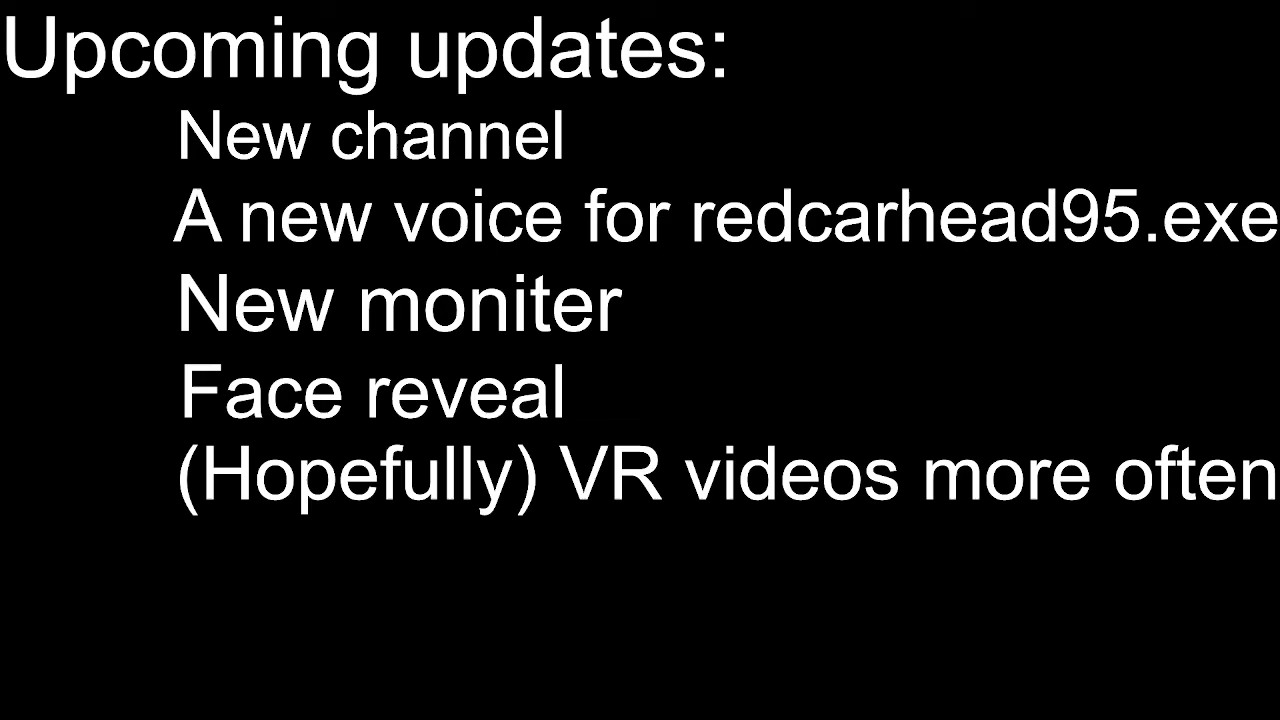 Upcoming updates:
New channel
A new voice for redcarhead95.exe
New moniter
Face reveal
(Hopefully) VR videos more often